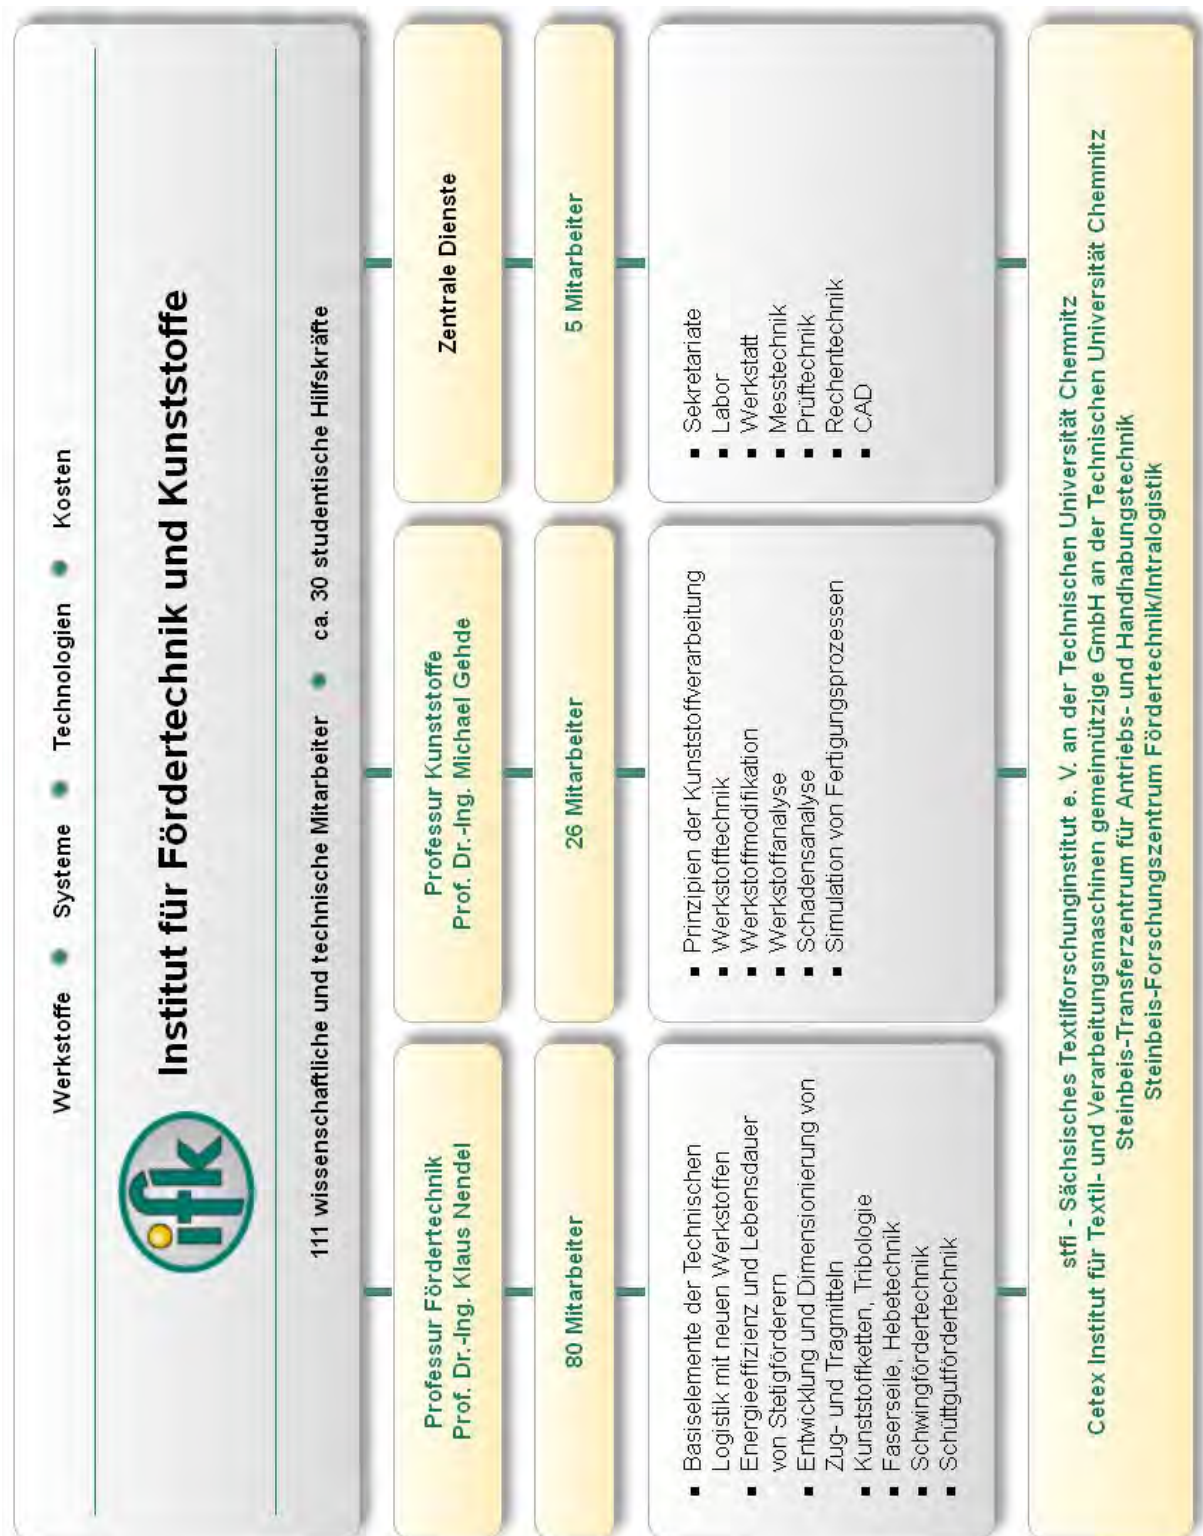 Werkstoffe • Systeme • Technologien • Kosten
ifk
Institut für Fördertechnik und Kunststoffe
111 wissenschaftliche und technische Mitarbeiter • ca. 30 studentische Hilfskräfte
Professur Fördertechnik
Prof. Dr.-Ing. Klaus Nendel
80 Mitarbeiter
▪ Basiselemente der Technischen
Logistik mit neuen Werkstoffen
▪ Energieeffizienz und Lebensdauer
von Stetigförderern
▪ Entwicklung und Dimensionierung von
Zug- und Tragmitteln
▪ Kunststoffketten, Tribologie
▪ Faserseile, Hebetechnik
▪ Schwingfördertechnik
▪ Schüttgutfördertechnik
Professur Kunststoffe
Prof. Dr.-Ing. Michael Gehde
26 Mitarbeiter
▪ Prinzipien der Kunststoffverarbeitung
▪ Werkstofftechnik
▪ Werkstoffmodifikation
▪ Werkstoffanalyse
▪ Schadensanalyse
▪ Simulation von Fertigungsprozessen
Zentrale Dienste
5 Mitarbeiter
▪ Sekretariate
▪ Labor
▪ Werkstatt
▪ Messtechnik
▪ Prüftechnik
▪ Rechentechnik
▪ CAD
stfi - Sächsisches Textilforschunginstitut e. V. an der Technischen Universität Chemnitz
Cetex Institut für Textil- und Verarbeitungsmaschinen gemeinnützige GmbH an der Technischen Universität Chemnitz
Steinbeis-Transferzentrum für Antriebs- und Handhabungstechnik
Steinbeis-Forschungszentrum Fördertechnik/Intralogistik